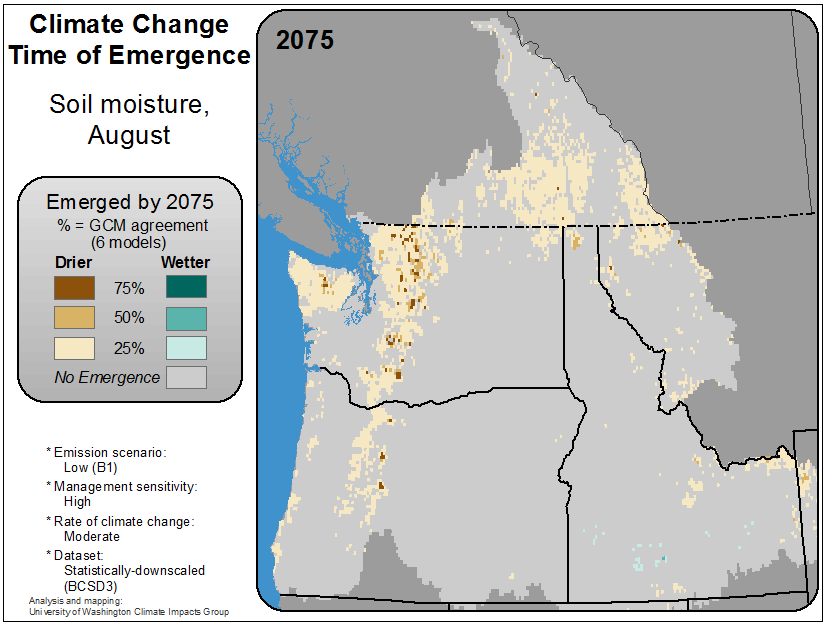 Climate Change
Time of Emergence
Soil moisture,
August
Emerged by 2075
% = GCM agreement
(6 models)
Drier Wetter
75%
50%
25%
No Emergence
* Emission scenario:
Low (B1)
* Management sensitivity:
High
* Rate of climate change:
Moderate
* Dataset:
Statistically-downscaled
(BCSD3)
Analysis and mapping:
University of Washington Climate Impacts Group
2075